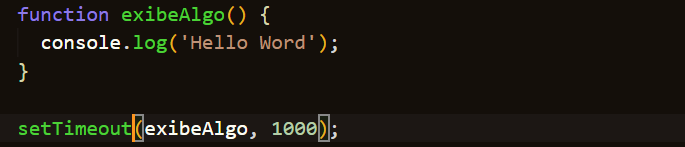 function exibeAlgo() {
  console.log('Hello Word');
}
setTimeout(exibeAlgo, 1000);